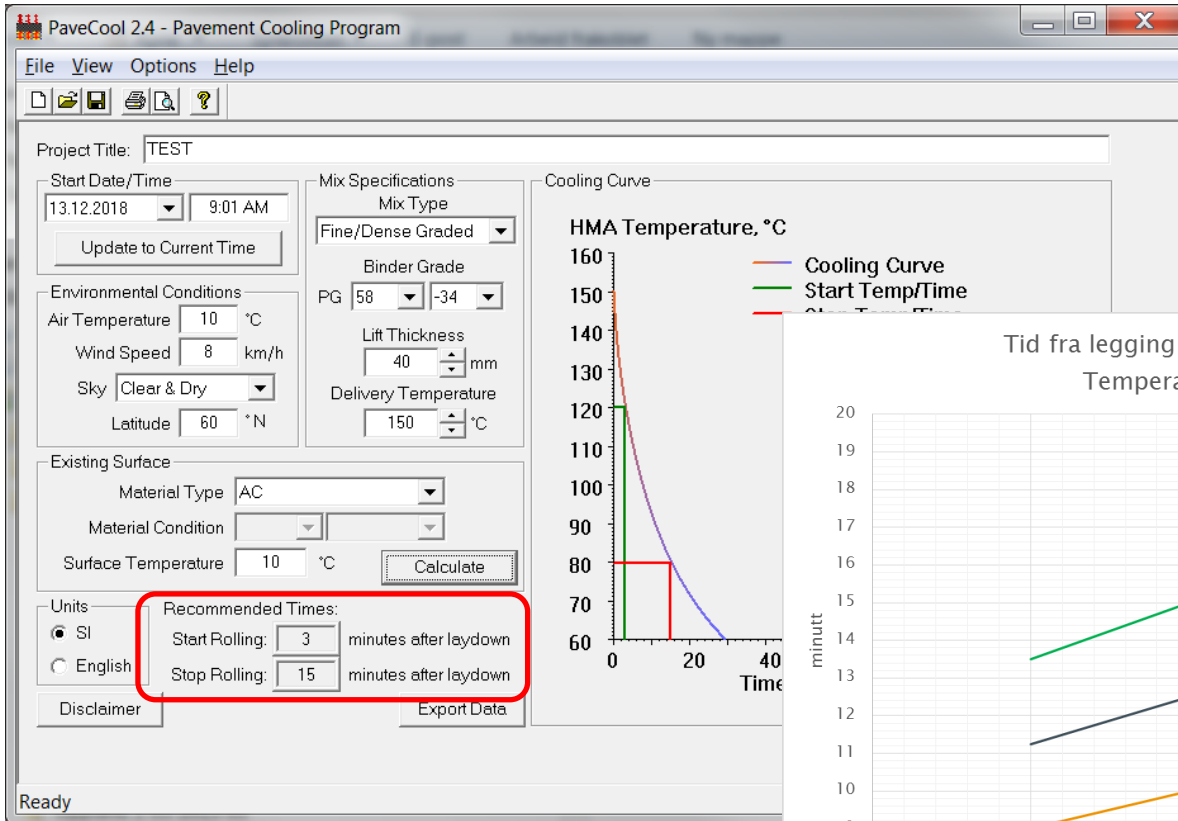 PaveCool 2.4 - Pavement Cooling Program
File View Options Help
Project Title: TEST
Start Date/Time
13.12.2018 9:01 AM
Update to Current Time
Environmental Conditions
Air Temperature 10 °C
Wind Speed 8 km/h
Sky Clear & Dry
Latitude 60 °N
Mix Specifications
Mix Type
Fine/Dense Graded
Binder Grade
PG 58 -34
Lift Thickness
40 mm
Delivery Temperature
150 °C
Existing Surface
Material Type AC
Material Condition
Surface Temperature 10 °C
Calculate
Units
SI
English
Recommended Times:
Start Rolling: 3 minutes after laydown
Stop Rolling: 15 minutes after laydown
Disclaimer
Export Data
Cooling Curve
HMA Temperature, °C
Cooling Curve
Start Temp/Time
160
150
140
130
120
110
100
90
80
70
60
0 20 40
Time
Tid fra legging
Tempera
20
19
18
17
16
15
14
13
12
11
10
minutt
Ready